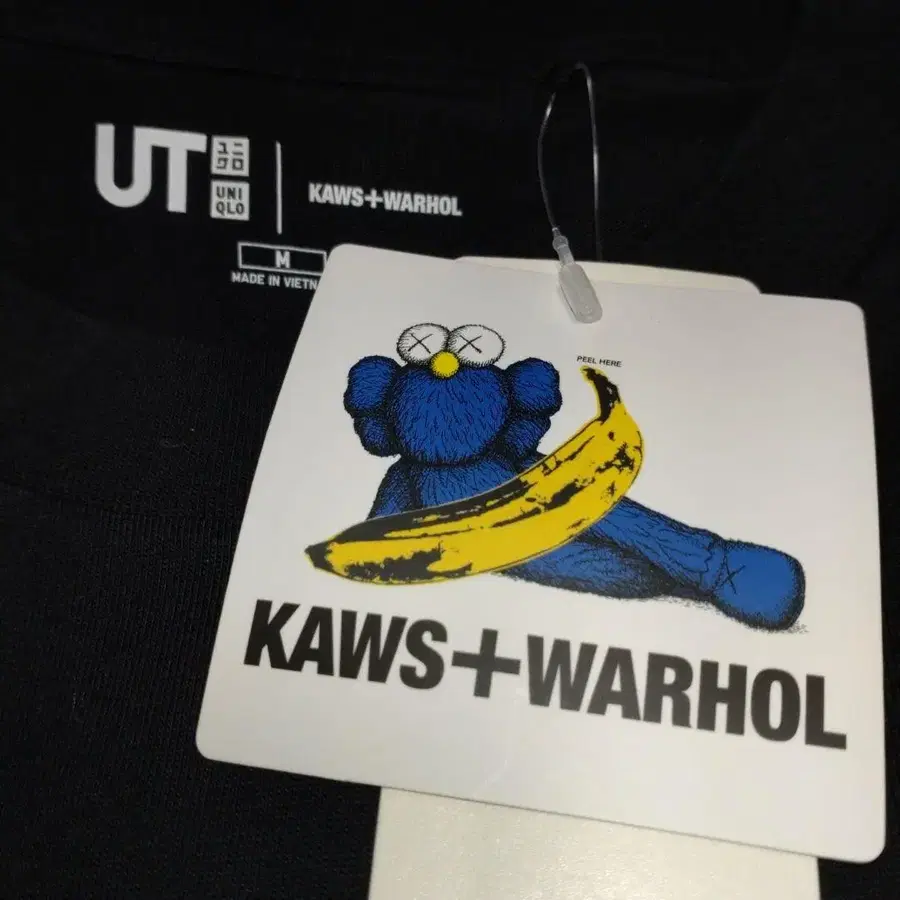 UT
ユニ
クロ
UNI
QLO
KAWS+WARHOL
M
MADE IN VIETN
PEEL HERE
KAWS+WARHOL